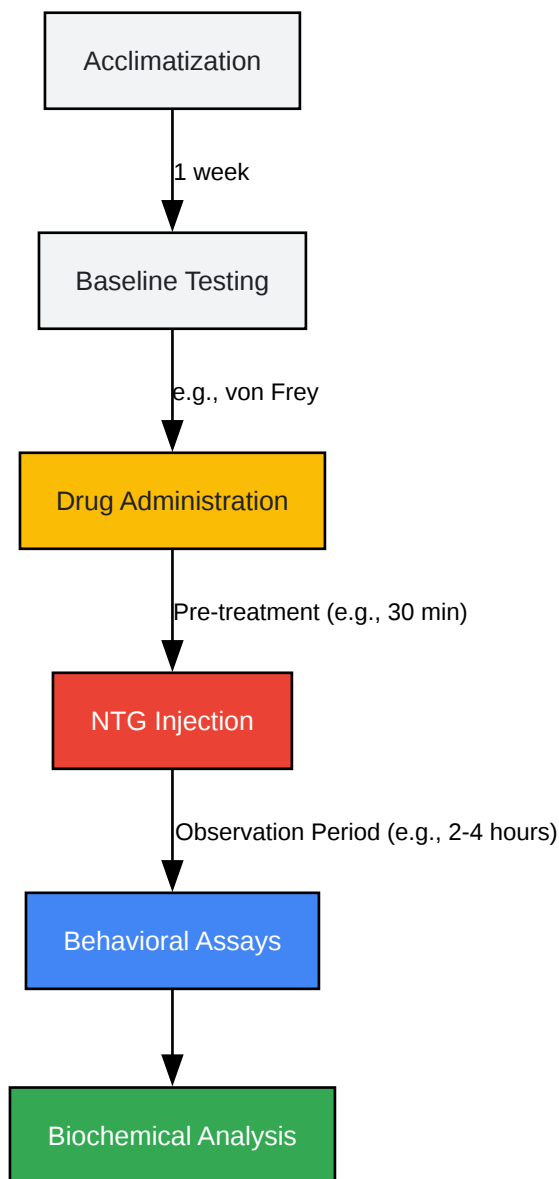 Acclimatization
1 week
Baseline Testing
e.g., von Frey
Drug Administration
Pre-treatment (e.g., 30 min)
NTG Injection
Observation Period (e.g., 2-4 hours)
Behavioral Assays
Biochemical Analysis